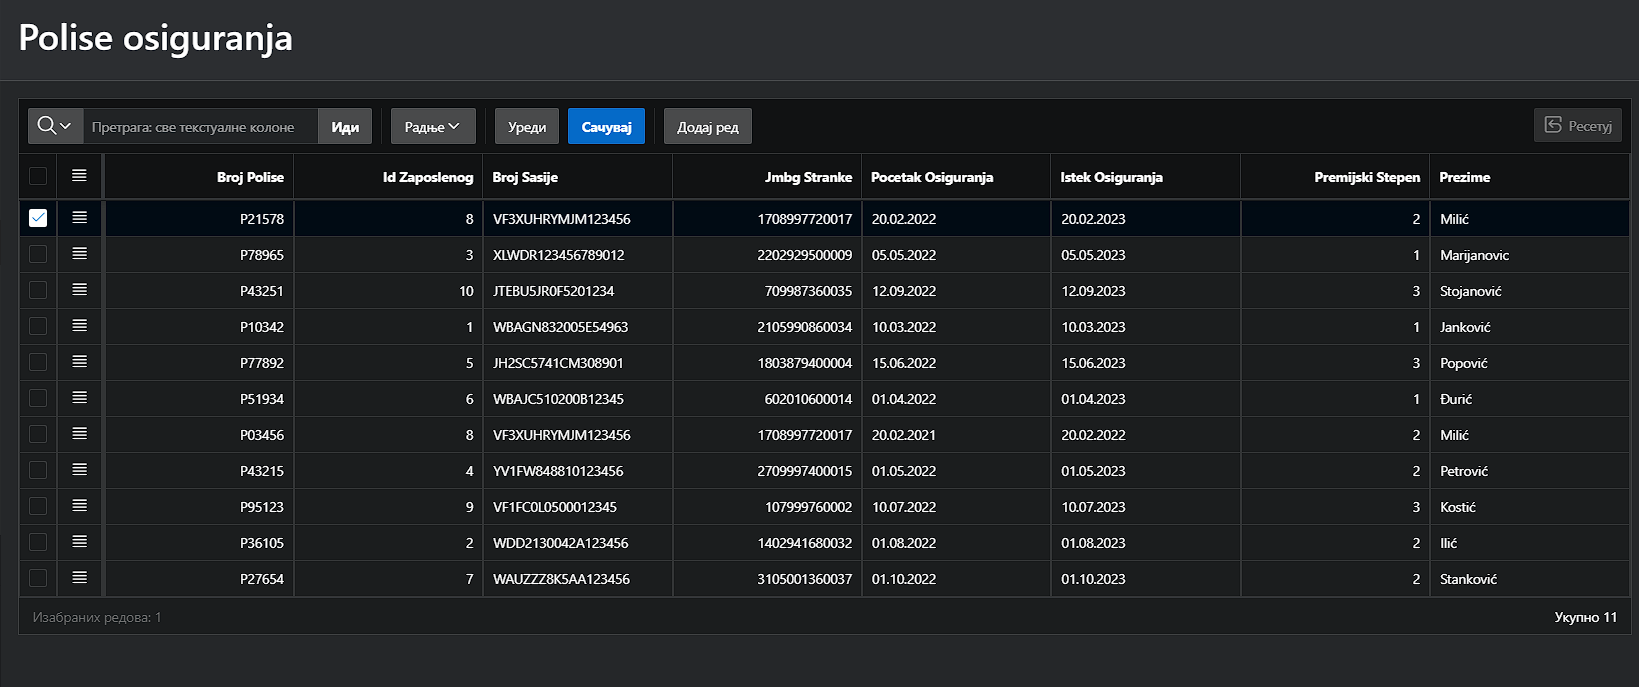 Polise osiguranja
Претрага: све текстуалне колоне Иди Радње Уреди Сачувај Додај ред Ресетуј
Broj Polise Id Zaposlenog Broj Sasije Jmbg Stranke Pocetak Osiguranja Istek Osiguranja Premijski Stepen Prezime
P21578 8 VF3XUHRYMJM123456 1708997720017 20.02.2022 20.02.2023 2 Milić
P78965 3 XLWDR123456789012 2202929500009 05.05.2022 05.05.2023 1 Marijanovic
P43251 10 JTEBU5JR0F5201234 709987360035 12.09.2022 12.09.2023 3 Stojanović
P10342 1 WBAGN832005E54963 2105990860034 10.03.2022 10.03.2023 1 Janković
P77892 5 JH2SC5741CM308901 1803879400004 15.06.2022 15.06.2023 3 Popović
P51934 6 WBAJC510200B12345 602010600014 01.04.2022 01.04.2023 1 Đurić
P03456 8 VF3XUHRYMJM123456 1708997720017 20.02.2021 20.02.2022 2 Milić
P43215 4 YV1FW848810123456 2709997400015 01.05.2022 01.05.2023 2 Petrović
P95123 9 VF1FC0L0500012345 107999760002 10.07.2022 10.07.2023 3 Kostić
P36105 2 WDD2130042A123456 1402941680032 01.08.2022 01.08.2023 2 Ilić
P27654 7 WAUZZZ8K5AA123456 3105001360037 01.10.2022 01.10.2023 2 Stanković
Изабраних редова: 1 Укупно 11